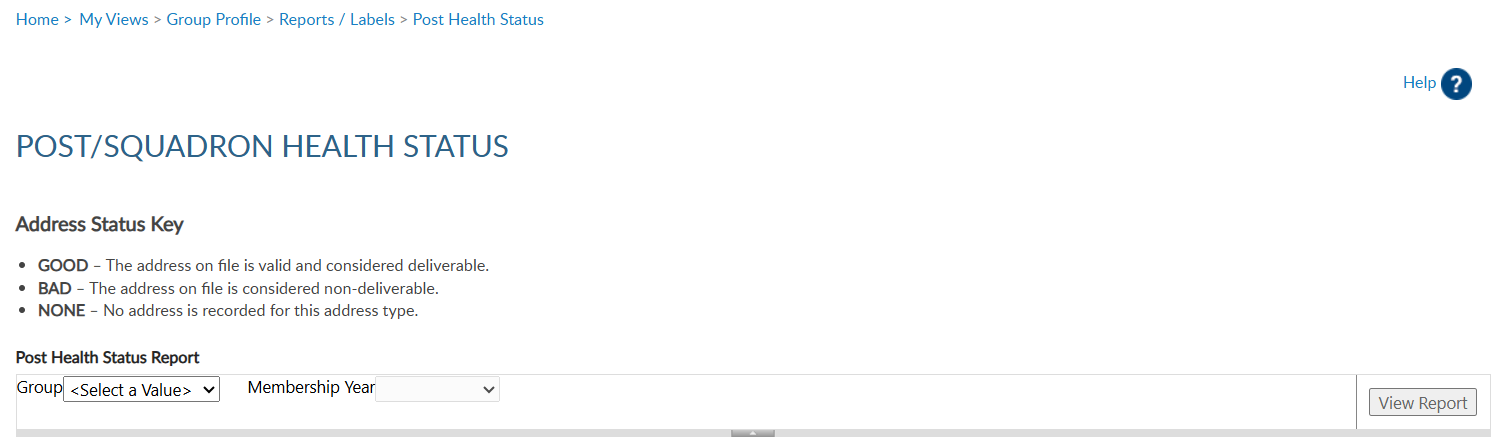 Home > My Views > Group Profile > Reports / Labels > Post Health Status
Help ?
POST/SQUADRON HEALTH STATUS
Address Status Key
• GOOD – The address on file is valid and considered deliverable.
• BAD – The address on file is considered non-deliverable.
• NONE – No address is recorded for this address type.
Post Health Status Report
Group <Select a Value> Membership Year View Report